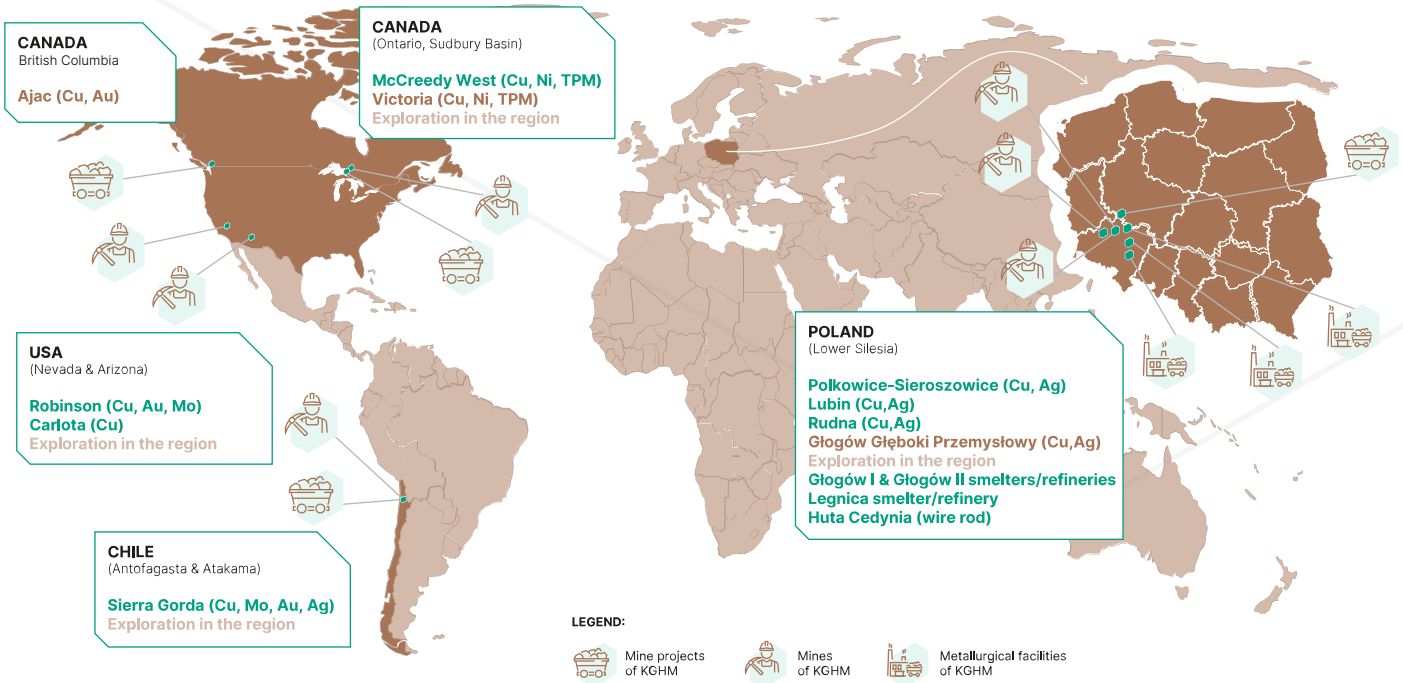 CANADA
British Columbia
Ajac (Cu, Au)
CANADA
(Ontario, Sudbury Basin)
McCreedy West (Cu, Ni, TPM)
Victoria (Cu, Ni, TPM)
Exploration in the region
USA
(Nevada & Arizona)
Robinson (Cu, Au, Mo)
Carlota (Cu)
Exploration in the region
CHILE
(Antofagasta & Atakama)
Sierra Gorda (Cu, Mo, Au, Ag)
Exploration in the region
POLAND
(Lower Silesia)
Polkowice-Sieroszowice (Cu, Ag)
Lubin (Cu,Ag)
Rudna (Cu,Ag)
Głogów Głęboki Przemysłowy (Cu,Ag)
Exploration in the region
Głogów I & Głogów II smelters/refineries
Legnica smelter/refinery
Huta Cedynia (wire rod)
LEGEND:
Mine projects
of KGHM
Mines
of KGHM
Metallurgical facilities
of KGHM